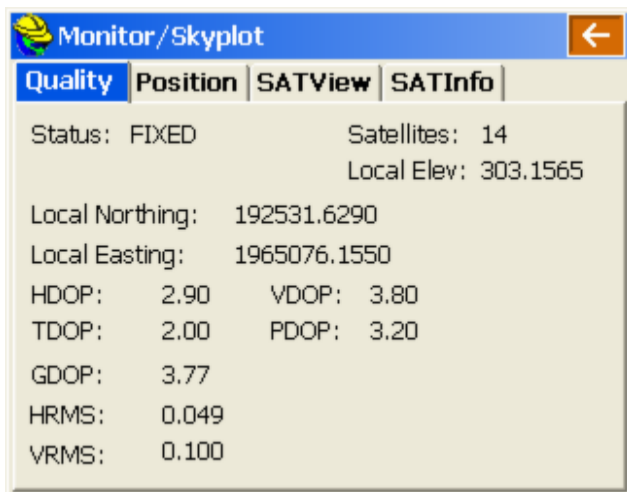 Monitor/Skyplot
Quality Position SATView SATInfo
Status: FIXED Satellites: 14
Local Elev: 303.1565
Local Northing: 192531.6290
Local Easting: 1965076.1550
HDOP: 2.90 VDOP: 3.80
TDOP: 2.00 PDOP: 3.20
GDOP: 3.77
HRMS: 0.049
VRMS: 0.100